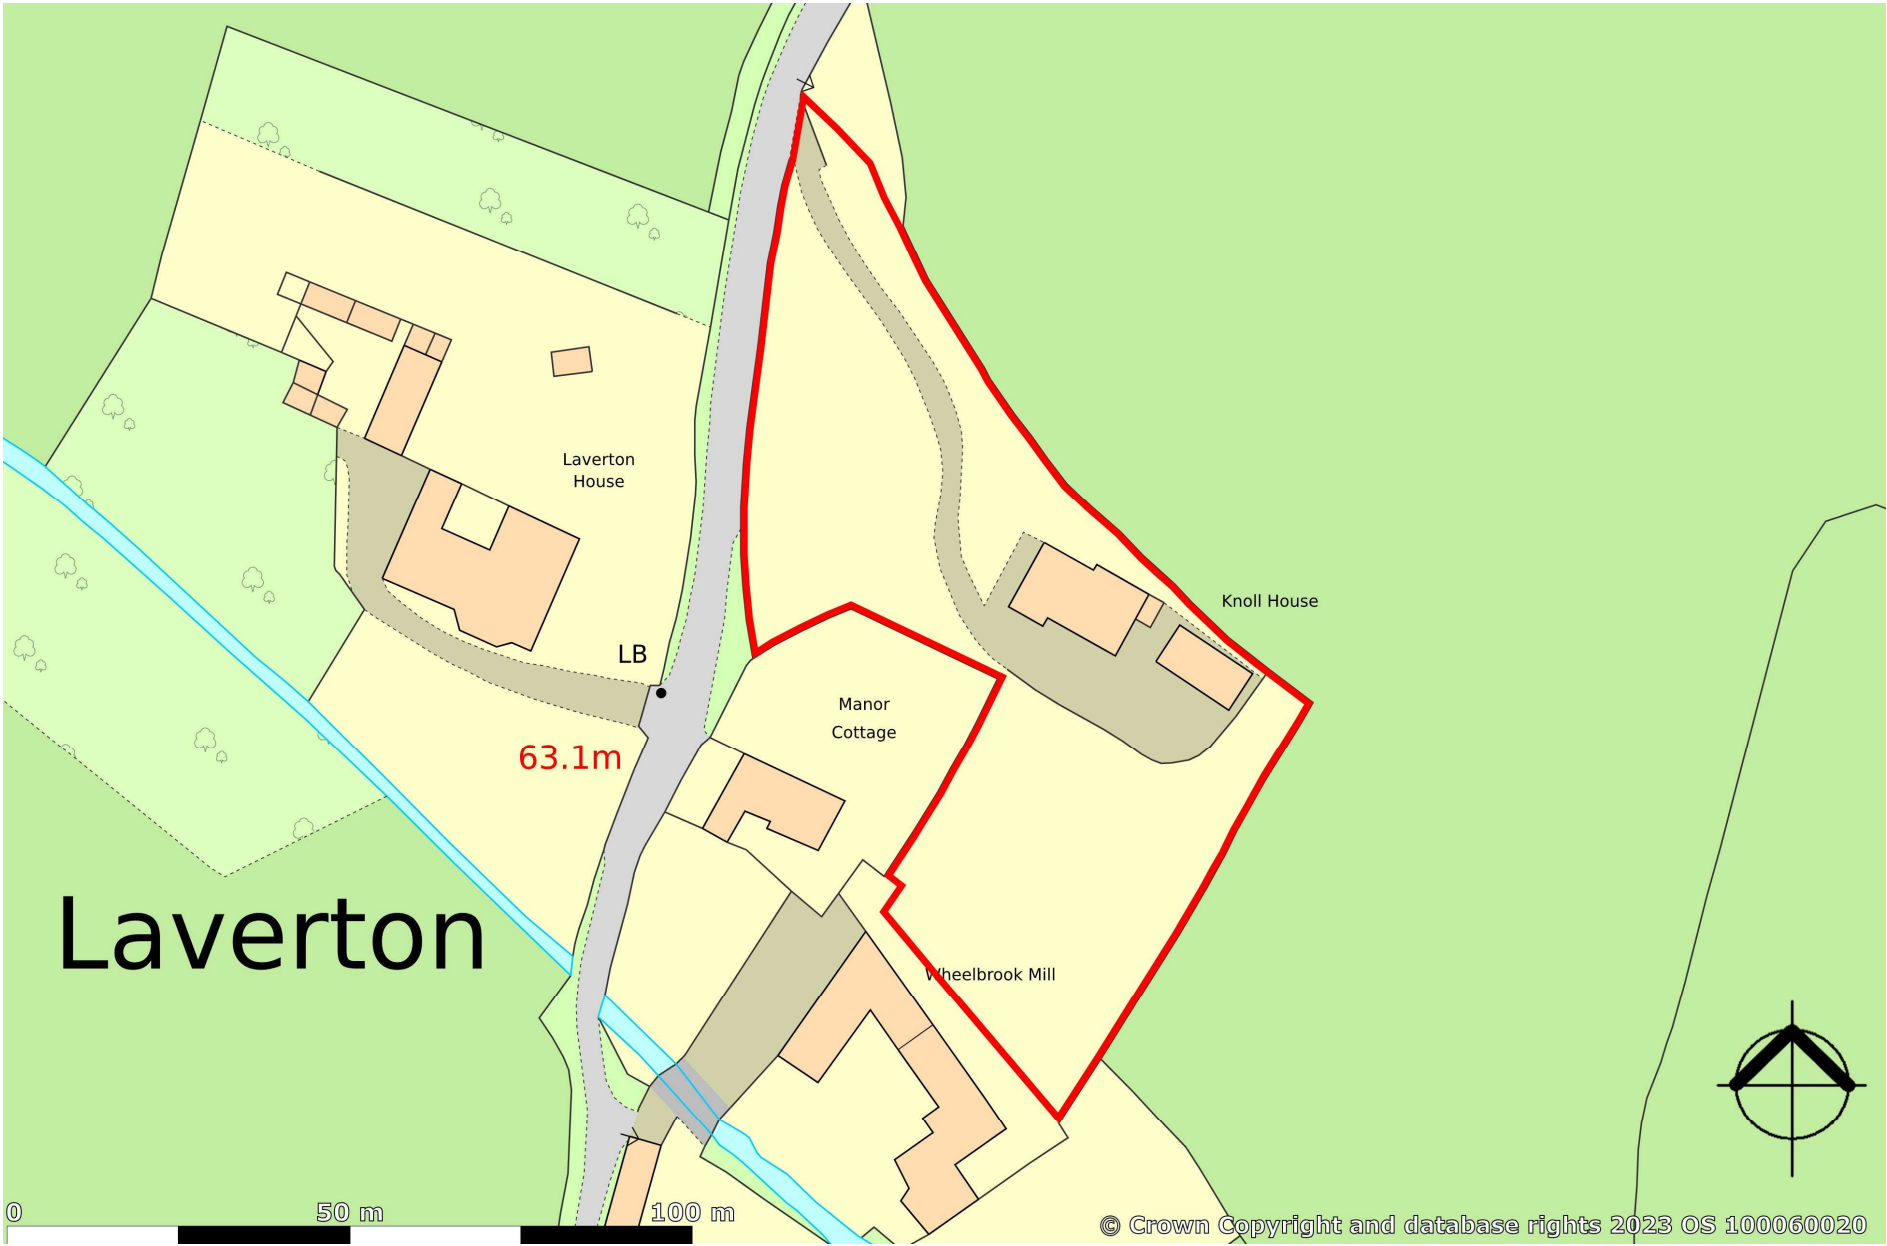 Laverton
House
Knoll House
LB
Manor
Cottage
63.1m
Laverton
Wheelbrook Mill
0
50 m
100 m
© Crown Copyright and database rights 2023 OS 100060020